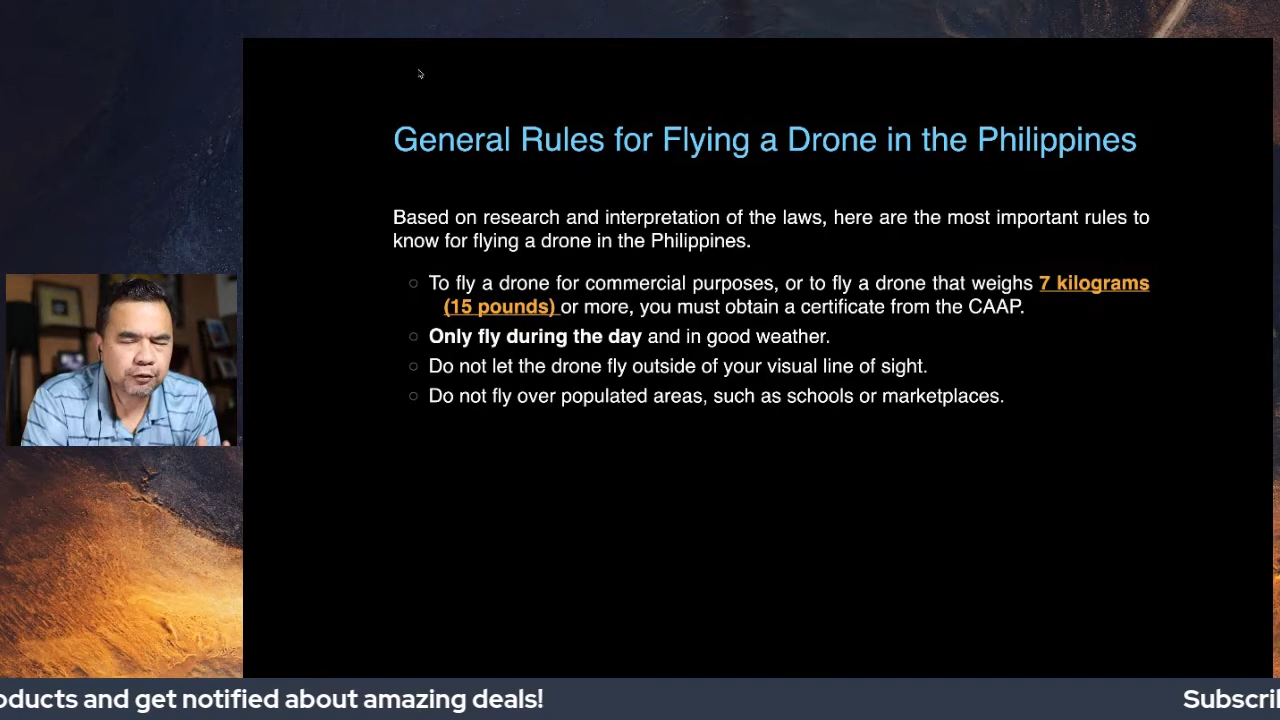 General Rules for Flying a Drone in the Philippines
Based on research and interpretation of the laws, here are the most important rules to
know for flying a drone in the Philippines.
To fly a drone for commercial purposes, or to fly a drone that weighs 7 kilograms
(15 pounds) or more, you must obtain a certificate from the CAAP.
Only fly during the day and in good weather.
Do not let the drone fly outside of your visual line of sight.
Do not fly over populated areas, such as schools or marketplaces.
oducts and get notified about amazing deals! Subscri